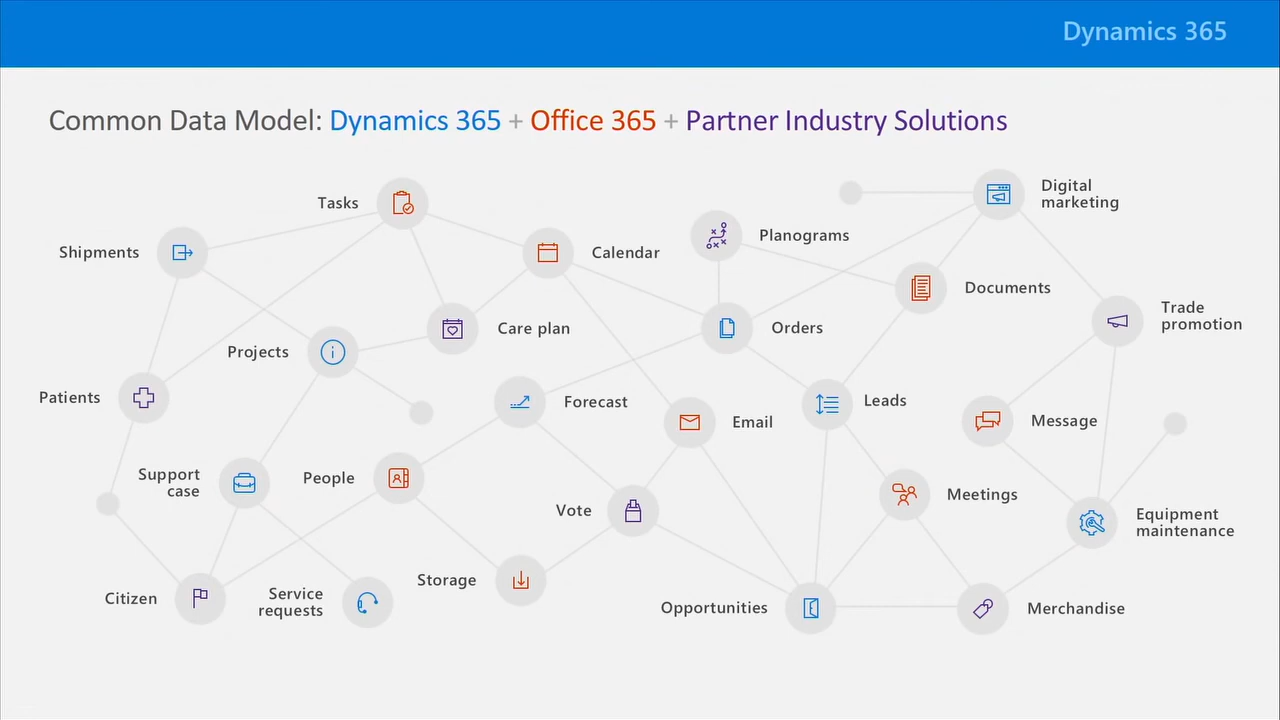 Dynamics 365
Common Data Model: Dynamics 365 + Office 365 + Partner Industry Solutions
Tasks
Digital
marketing
Shipments
Calendar
Planograms
Documents
Trade
promotion
Projects
Care plan
Orders
Patients
Forecast
Email
Leads
Message
Support
case
People
Vote
Meetings
Equipment
maintenance
Citizen
Service
requests
Storage
Opportunities
Merchandise